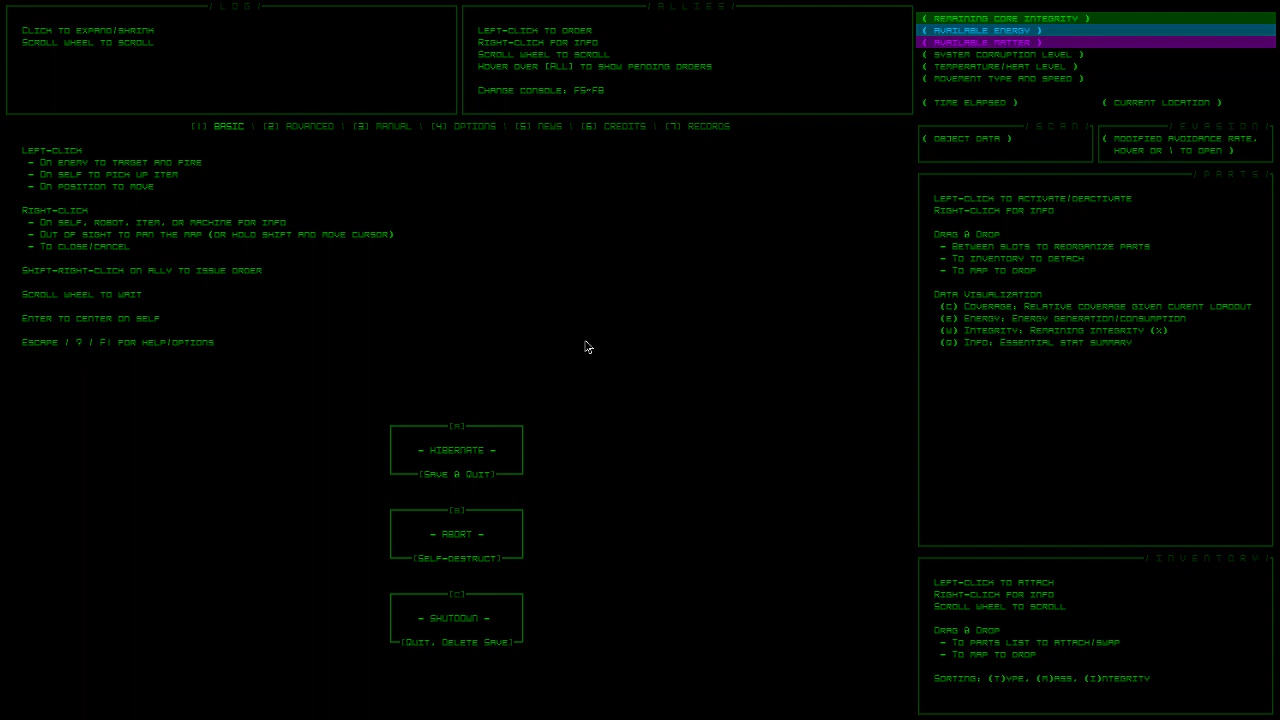 / L O G /
Click to expand/shrink
Scroll wheel to scroll
/ A L L I E S /
Left-click to order
Right-click for info
Scroll wheel to scroll
Hover over [All] to show pending orders
Change console: F5~F8
( Remaining core integrity )
( Available energy )
( Available matter )
( System corruption level )
( Temperature/heat level )
( Movement type and speed )
( Time elapsed )
( Current location )
[1] Basic \ [2] Advanced \ [3] Manual \ [4] Options \ [5] News \ [6] Credits \ [7] Records
Left-click
- On enemy to target and fire
- On self to pick up item
- On position to move
Right-click
- On self, robot, item, or machine for info
- Out of sight to pan the map (or hold shift and move cursor)
- To close/cancel
Shift-right-click on ally to issue order
Scroll wheel to wait
Enter to center on self
Escape / ? / F1 for help/options
[A]
- HIBERNATE -
[Save & Quit]
[B]
- ABORT -
[Self-destruct]
[C]
- SHUTDOWN -
[Quit, Delete Save]
/ S C A N /
( Object data )
/ E V A S I O N /
( Modified avoidance rate,
hover or \ to open )
/ P A R T S /
Left-click to activate/deactivate
Right-click for info
Drag & Drop
- Between slots to reorganize parts
- To inventory to detach
- To map to drop
Data Visualization
(C) Coverage: Relative coverage given curent loadout
(E) Energy: Energy generation/consumption
(W) Integrity: Remaining integrity (%)
(Q) Info: Essential stat summary
/ I N V E N T O R Y /
Left-click to attach
Right-click for info
Scroll wheel to scroll
Drag & Drop
- To parts list to attach/swap
- To map to drop
Sorting: (T)ype, (M)ass, (I)ntegrity